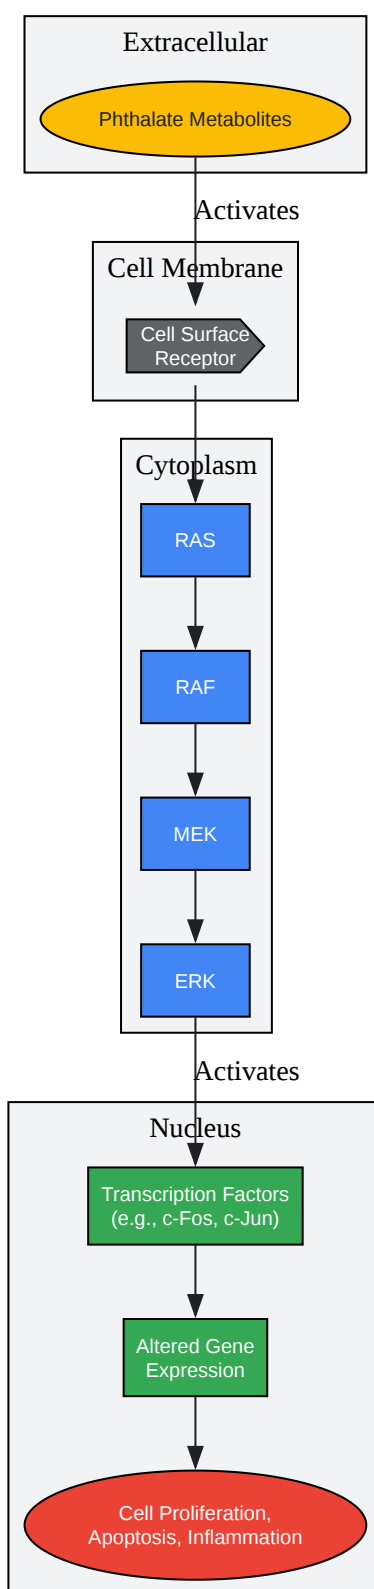 Extracellular
Phthalate Metabolites
Activates
Cell Membrane
Cell Surface
Receptor
Cytoplasm
RAS
RAF
MEK
ERK
Activates
Nucleus
Transcription Factors
(e.g., c-Fos, c-Jun)
Altered Gene
Expression
Cell Proliferation,
Apoptosis, Inflammation